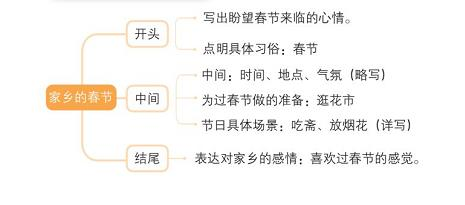 家乡的春节
开头
写出盼望春节来临的心情。
点明具体习俗：春节
中间
中间：时间、地点、气氛（略写）
为过春节做的准备：逛花市
节日具体场景：吃斋、放烟花（详写）
结尾
表达对家乡的感情：喜欢过春节的感觉。